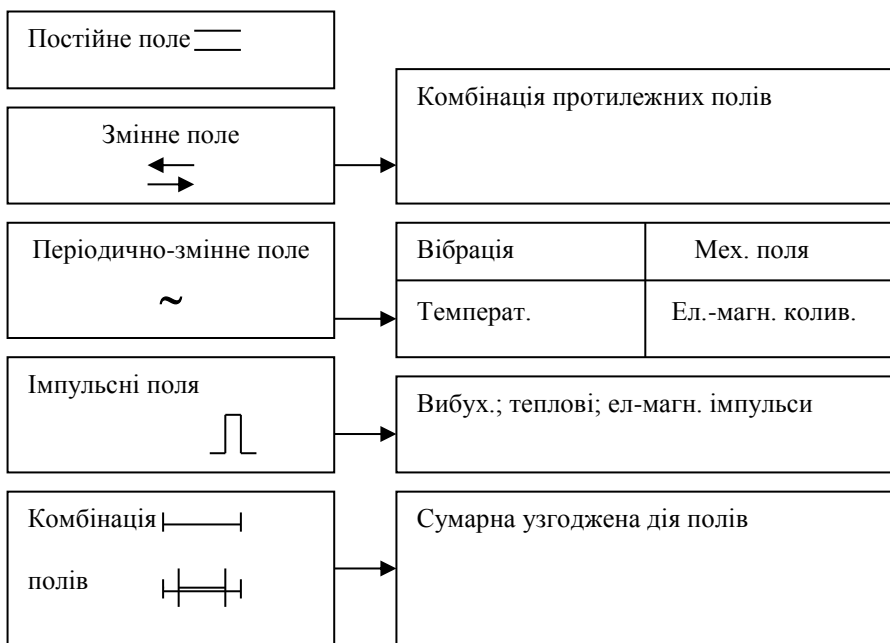 Постійне поле
Змінне поле
Комбінація протилежних полів
Періодично-змінне поле
~
Вібрація
Мех. поля
Температ.
Ел.-магн. колив.
Імпульсні поля
Вибух.; теплові; ел-магн. імпульси
Комбінація
полів
Сумарна узгоджена дія полів